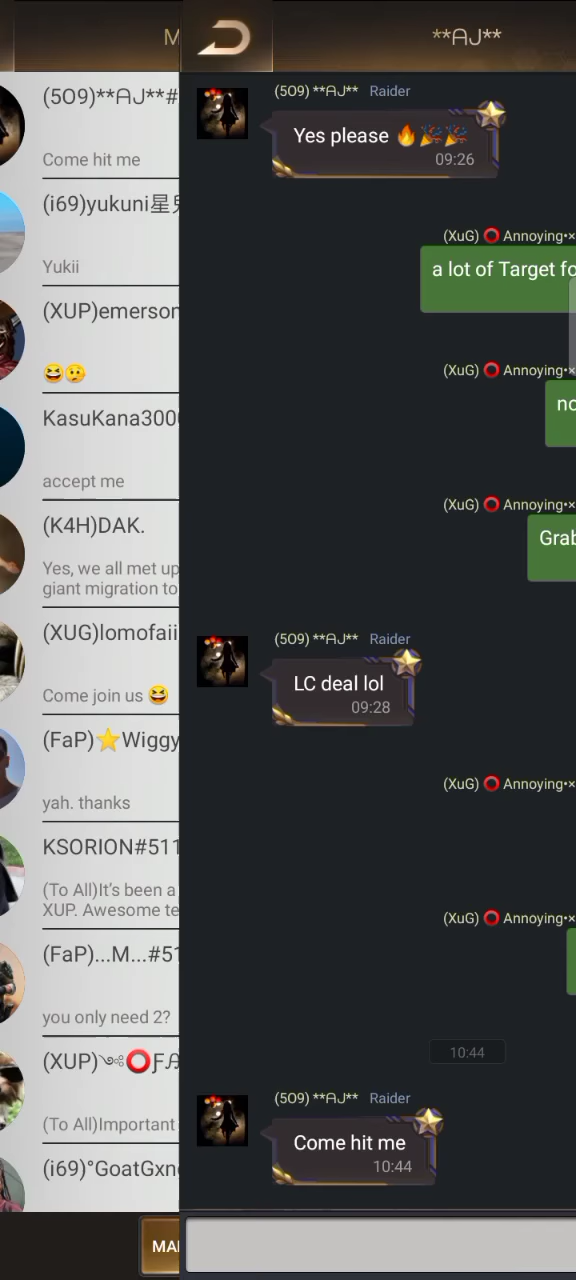 M
(509)**AJ**#
Come hit me
(i69)yukuni星
Yukii
(XUP)emerson
😆🤢
KasuKana300
accept me
(K4H)DAK.
Yes, we all met up
giant migration to
(XUG)lomofaii
Come join us 😆
(FaP)⭐Wiggy
yah. thanks
KSORION#511
(To All)It's been a
XUP. Awesome te
(FaP)...M...#51
you only need 2?
(XUP)
(To All)Important
(i69)°GoatGxn
MA
**AJ**
(509) **AJ** Raider
Yes please 🔥🎉🎉
09:26
(XuG) ⭕ Annoying•×
a lot of Target fo
(XuG) ⭕ Annoying•×
no
(XuG) ⭕ Annoying•×
Grab
(509) **AJ** Raider
LC deal lol
09:28
(XuG) ⭕ Annoying•×
(XuG) ⭕ Annoying•×
10:44
(509) **AJ** Raider
Come hit me
10:44